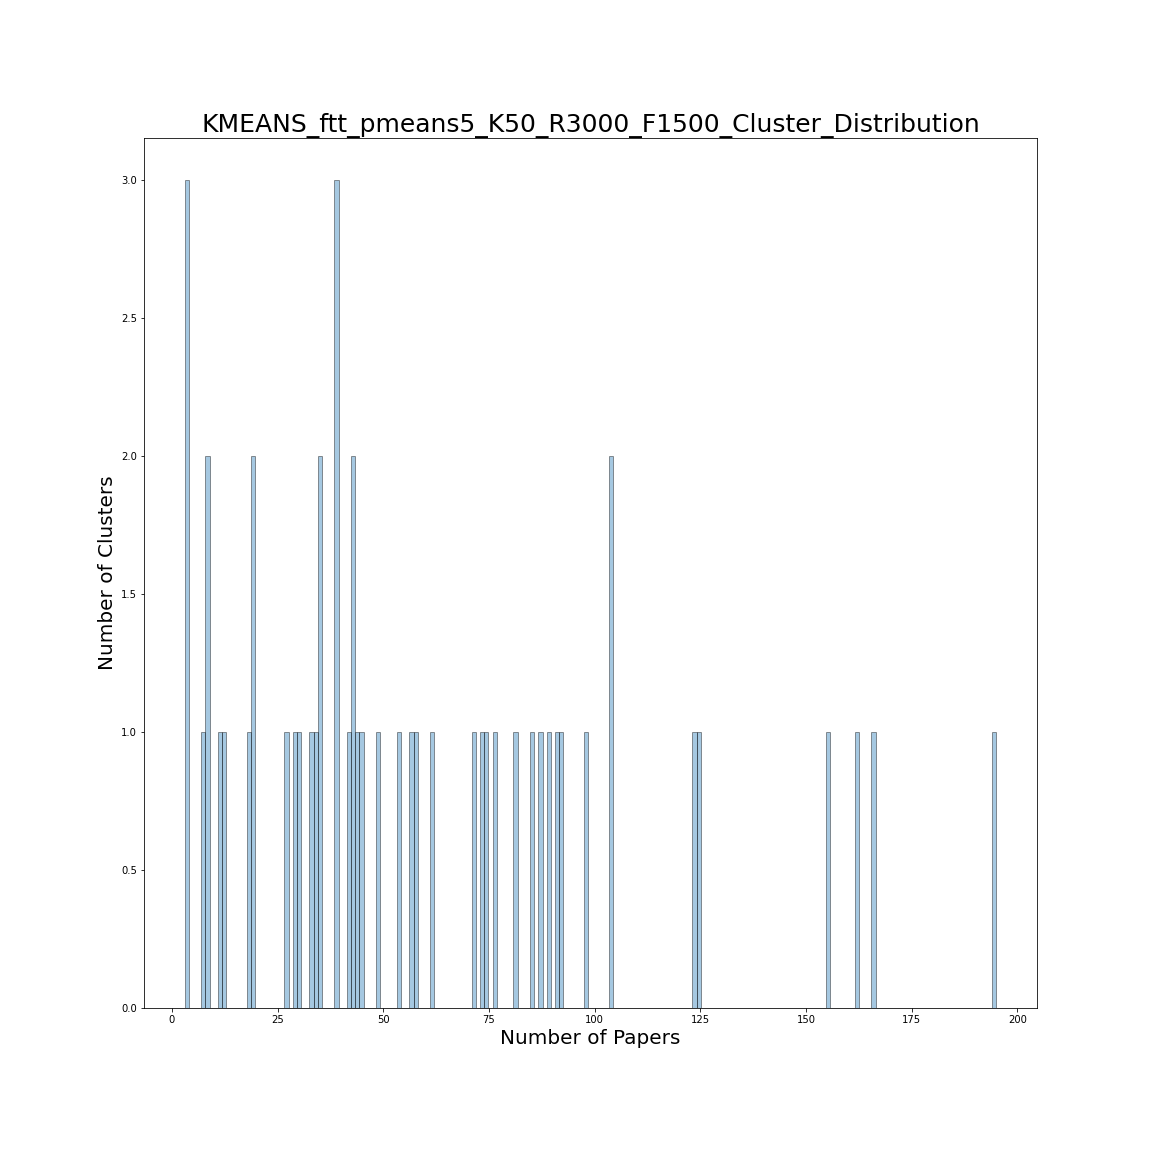 KMEANS_ftt_pmeans5_K50_R3000_F1500_Cluster_Distribution
3.0
2.5
2.0
1.5
1.0
0.5
0.0
Number of Clusters
0 25 50 75 100 125 150 175 200
Number of Papers